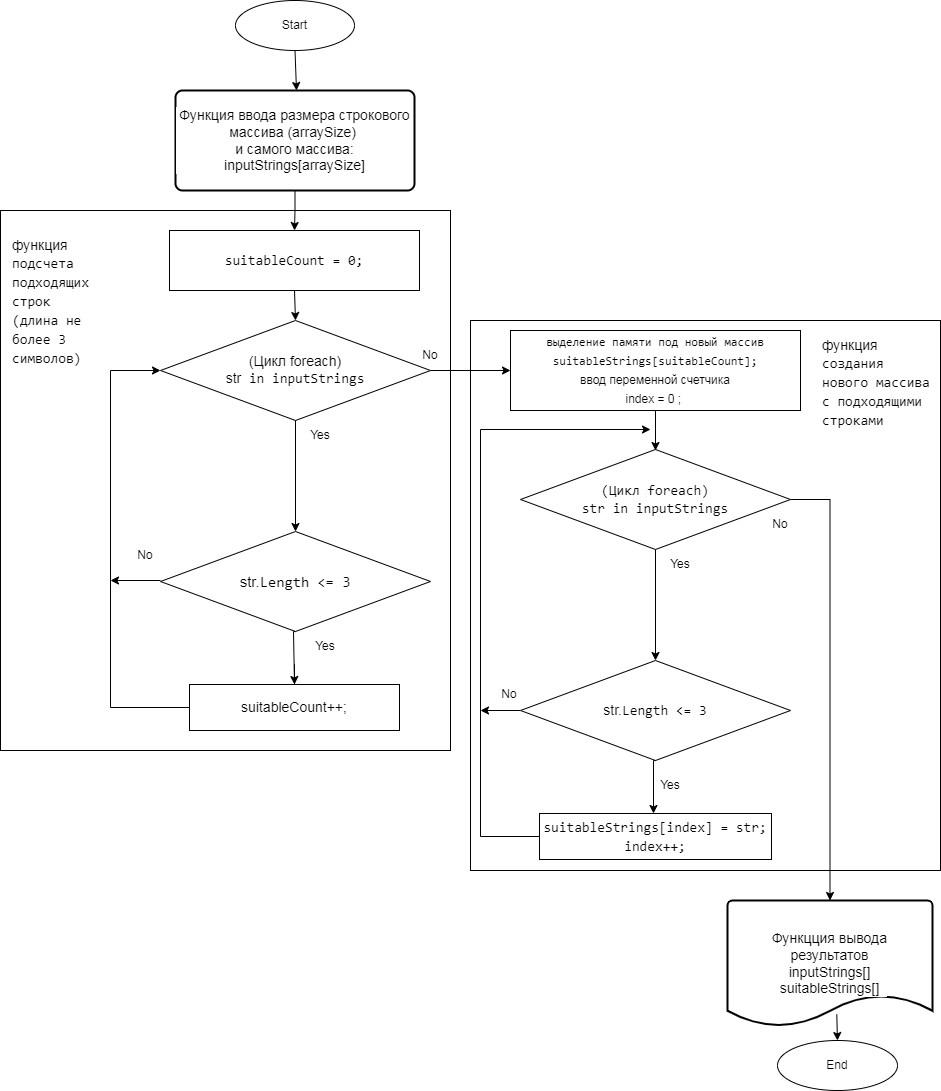 Start
Функция ввода размера строкового
массива (arraySize)
и самого массива:
inputStrings[arraySize]
функция
подсчета
подходящих
строк
(длина не
более 3
символов)
suitableCount = 0;
(Цикл foreach)
str in inputStrings
No
Yes
No
str.Length <= 3
Yes
suitableCount++;
выделение памяти под новый массив
suitableStrings[suitableCount];
ввод переменной счетчика
index = 0 ;
функция
создания
нового массива
с подходящими
строками
(Цикл foreach)
str in inputStrings
No
Yes
No
str.Length <= 3
Yes
suitableStrings[index] = str;
index++;
Функцция вывода
результатов
inputStrings[]
suitableStrings[]
End